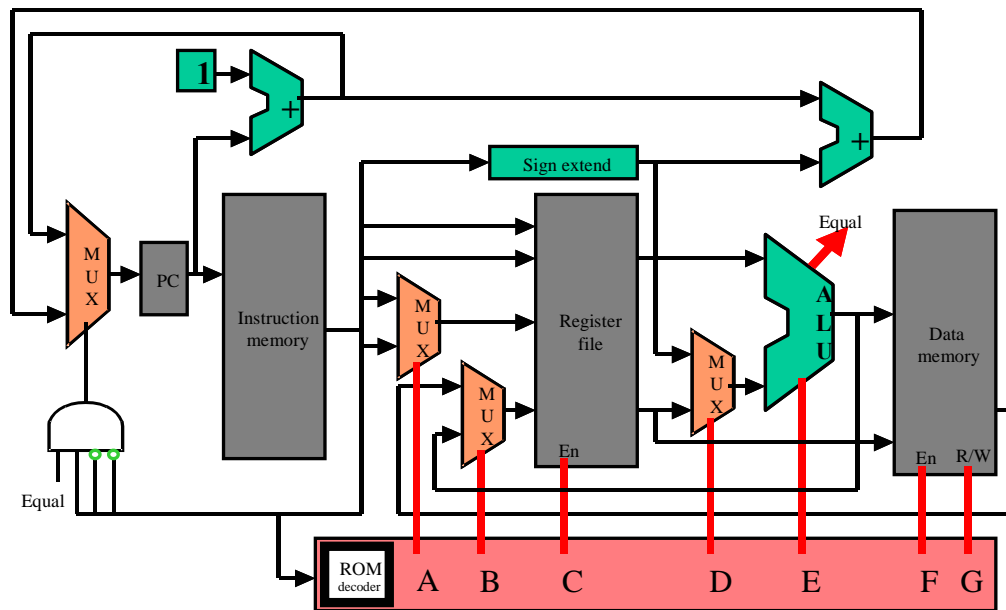 1
+
+
Sign extend
Equal
M
U
X
PC
Instruction
memory
M
U
X
Register
file
A
L
U
Data
memory
M
U
X
M
U
X
En
En
R/W
Equal
ROM
decoder
A
B
C
D
E
F
G